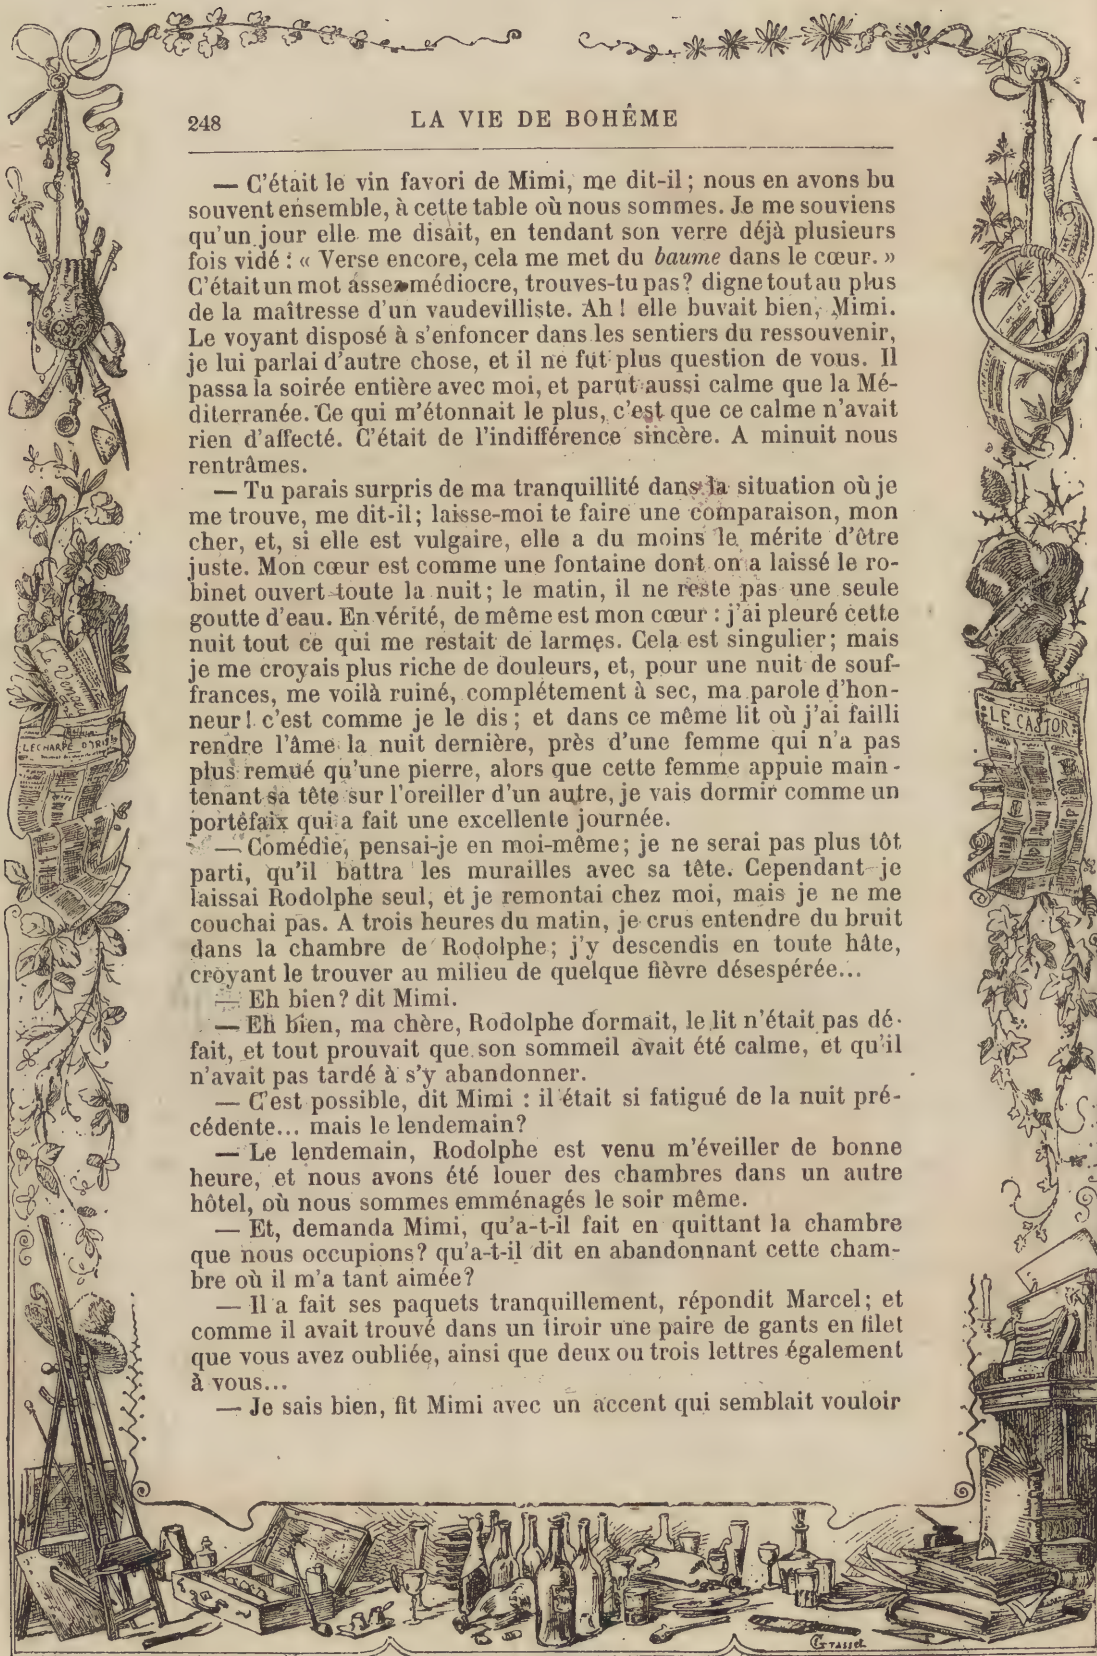 248
LA VIE DE BOHÊME
— C'était le vin favori de Mimi, me dit-il ; nous en avons bu
souvent ensemble, à cette table où nous sommes. Je me souviens
qu'un jour elle me disait, en tendant son verre déjà plusieurs
fois vidé : « Verse encore, cela me met du baume dans le cœur. »
C'était un mot assez médiocre, trouves-tu pas? digne tout au plus
de la maîtresse d'un vaudevilliste. Ah ! elle buvait bien, Mimi.
Le voyant disposé à s'enfoncer dans les sentiers du ressouvenir,
je lui parlai d'autre chose, et il ne fut plus question de vous. Il
passa la soirée entière avec moi, et parut aussi calme que la Mé-
diterranée. Ce qui m'étonnait le plus, c'est que ce calme n'avait
rien d'affecté. C'était de l'indifférence sincère. A minuit nous
rentrâmes.
— Tu parais surpris de ma tranquillité dans la situation où je
me trouve, me dit-il ; laisse-moi te faire une comparaison, mon
cher, et, si elle est vulgaire, elle a du moins le mérite d'être
juste. Mon cœur est comme une fontaine dont on a laissé le ro-
binet ouvert toute la nuit ; le matin, il ne reste pas une seule
goutte d'eau. En vérité, de même est mon cœur : j'ai pleuré cette
nuit tout ce qui me restait de larmes. Cela est singulier ; mais
je me croyais plus riche de douleurs, et, pour une nuit de souf-
frances, me voilà ruiné, complétement à sec, ma parole d'hon-
neur! c'est comme je le dis ; et dans ce même lit où j'ai failli
rendre l'âme la nuit dernière, près d'une femme qui n'a pas
plus remué qu'une pierre, alors que cette femme appuie main-
tenant sa tête sur l'oreiller d'un autre, je vais dormir comme un
portefaix qui a fait une excellente journée.
— Comédie, pensai-je en moi-même ; je ne serai pas plus tôt
parti, qu'il battra les murailles avec sa tête. Cependant je
laissai Rodolphe seul, et je remontai chez moi, mais je ne me
couchai pas. A trois heures du matin, je crus entendre du bruit
dans la chambre de Rodolphe ; j'y descendis en toute hâte,
croyant le trouver au milieu de quelque fièvre désespérée...
— Eh bien? dit Mimi.
— Eh bien, ma chère, Rodolphe dormait, le lit n'était pas dé-
fait, et tout prouvait que son sommeil avait été calme, et qu'il
n'avait pas tardé à s'y abandonner.
— C'est possible, dit Mimi : il était si fatigué de la nuit pré-
cédente... mais le lendemain?
— Le lendemain, Rodolphe est venu m'éveiller de bonne
heure, et nous avons été louer des chambres dans un autre
hôtel, où nous sommes emménagés le soir même.
— Et, demanda Mimi, qu'a-t-il fait en quittant la chambre
que nous occupions? qu'a-t-il dit en abandonnant cette cham-
bre où il m'a tant aimée?
— Il a fait ses paquets tranquillement, répondit Marcel ; et
comme il avait trouvé dans un tiroir une paire de gants en filet
que vous avez oubliée, ainsi que deux ou trois lettres également
à vous...
— Je sais bien, fit Mimi avec un accent qui semblait vouloir
Le Vengeur
L'ECHARPE D'IRIS
LE CASTOR
Grasset